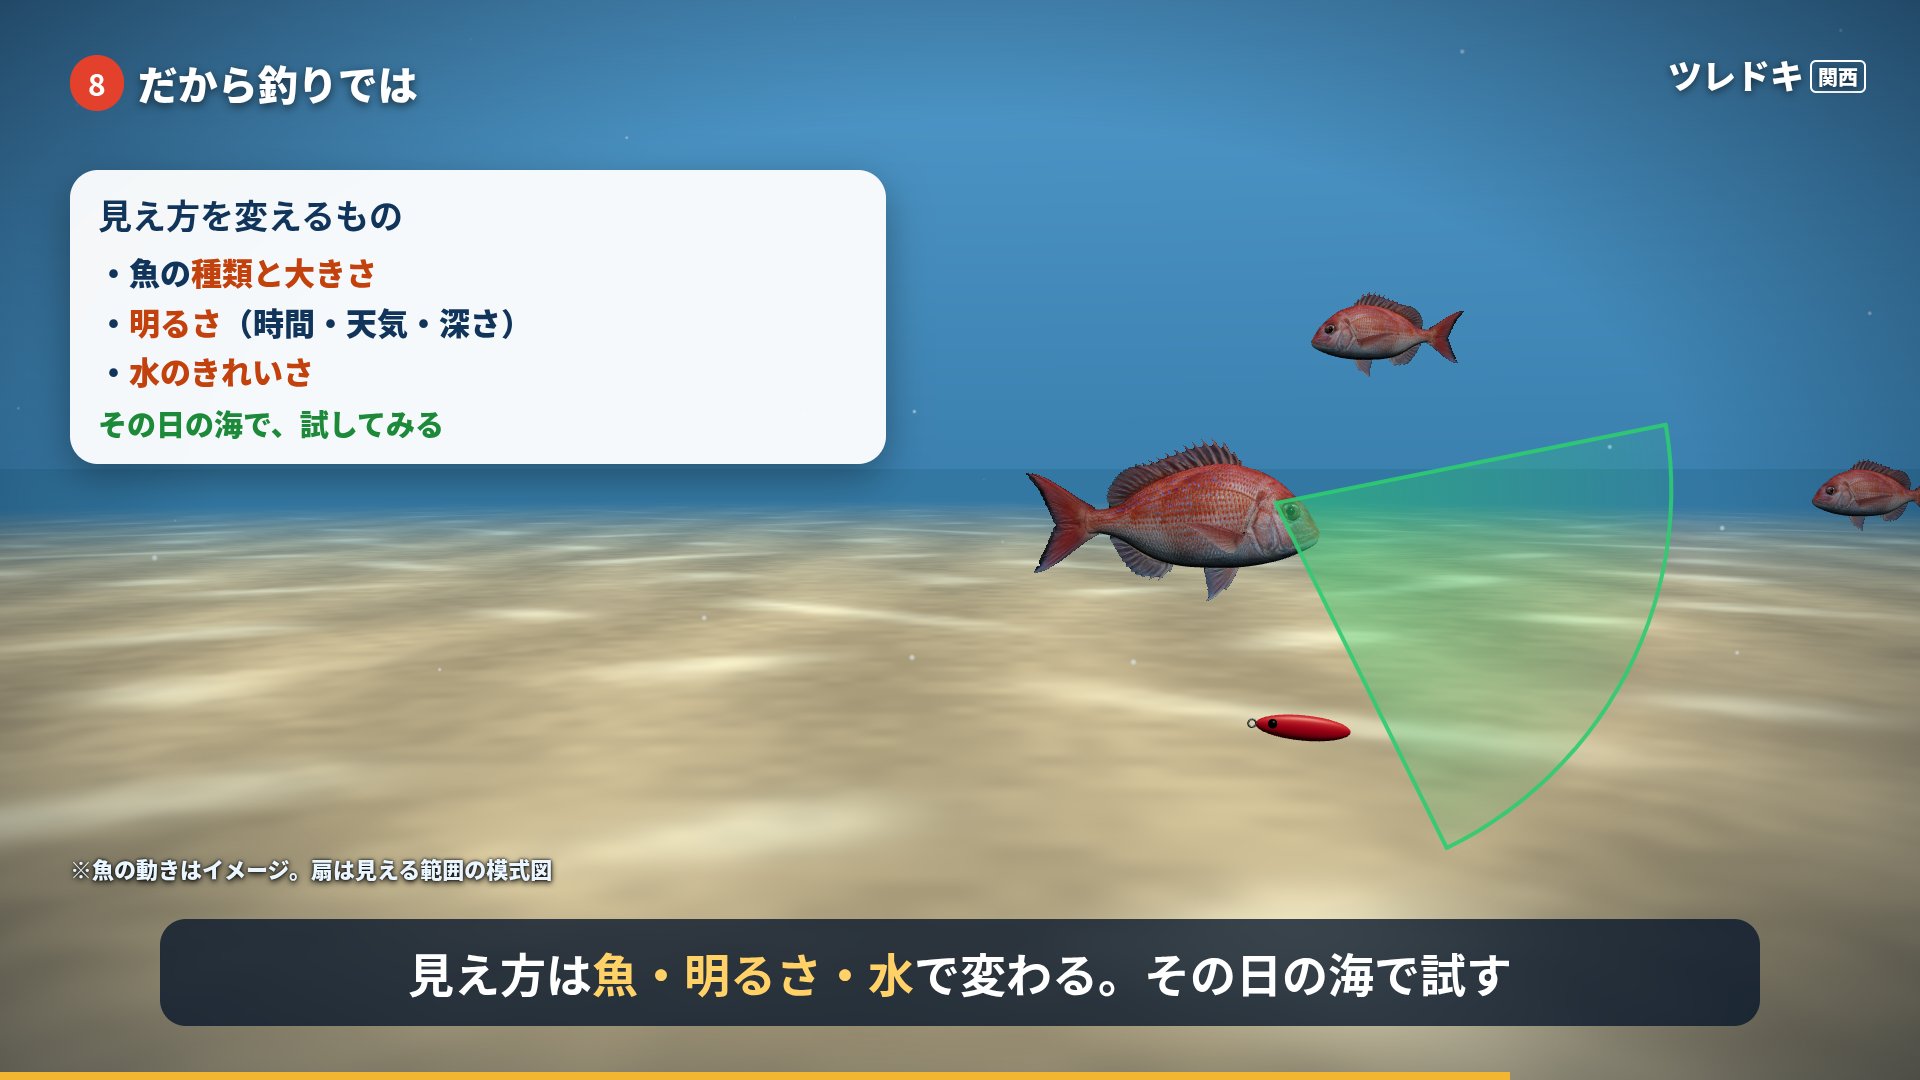 8 だから釣りでは
ツレドキ 関西
見え方を変えるもの
・魚の種類と大きさ
・明るさ（時間・天気・深さ）
・水のきれいさ
その日の海で、試してみる
※魚の動きはイメージ。扇は見える範囲の模式図
見え方は魚・明るさ・水で変わる。その日の海で試す